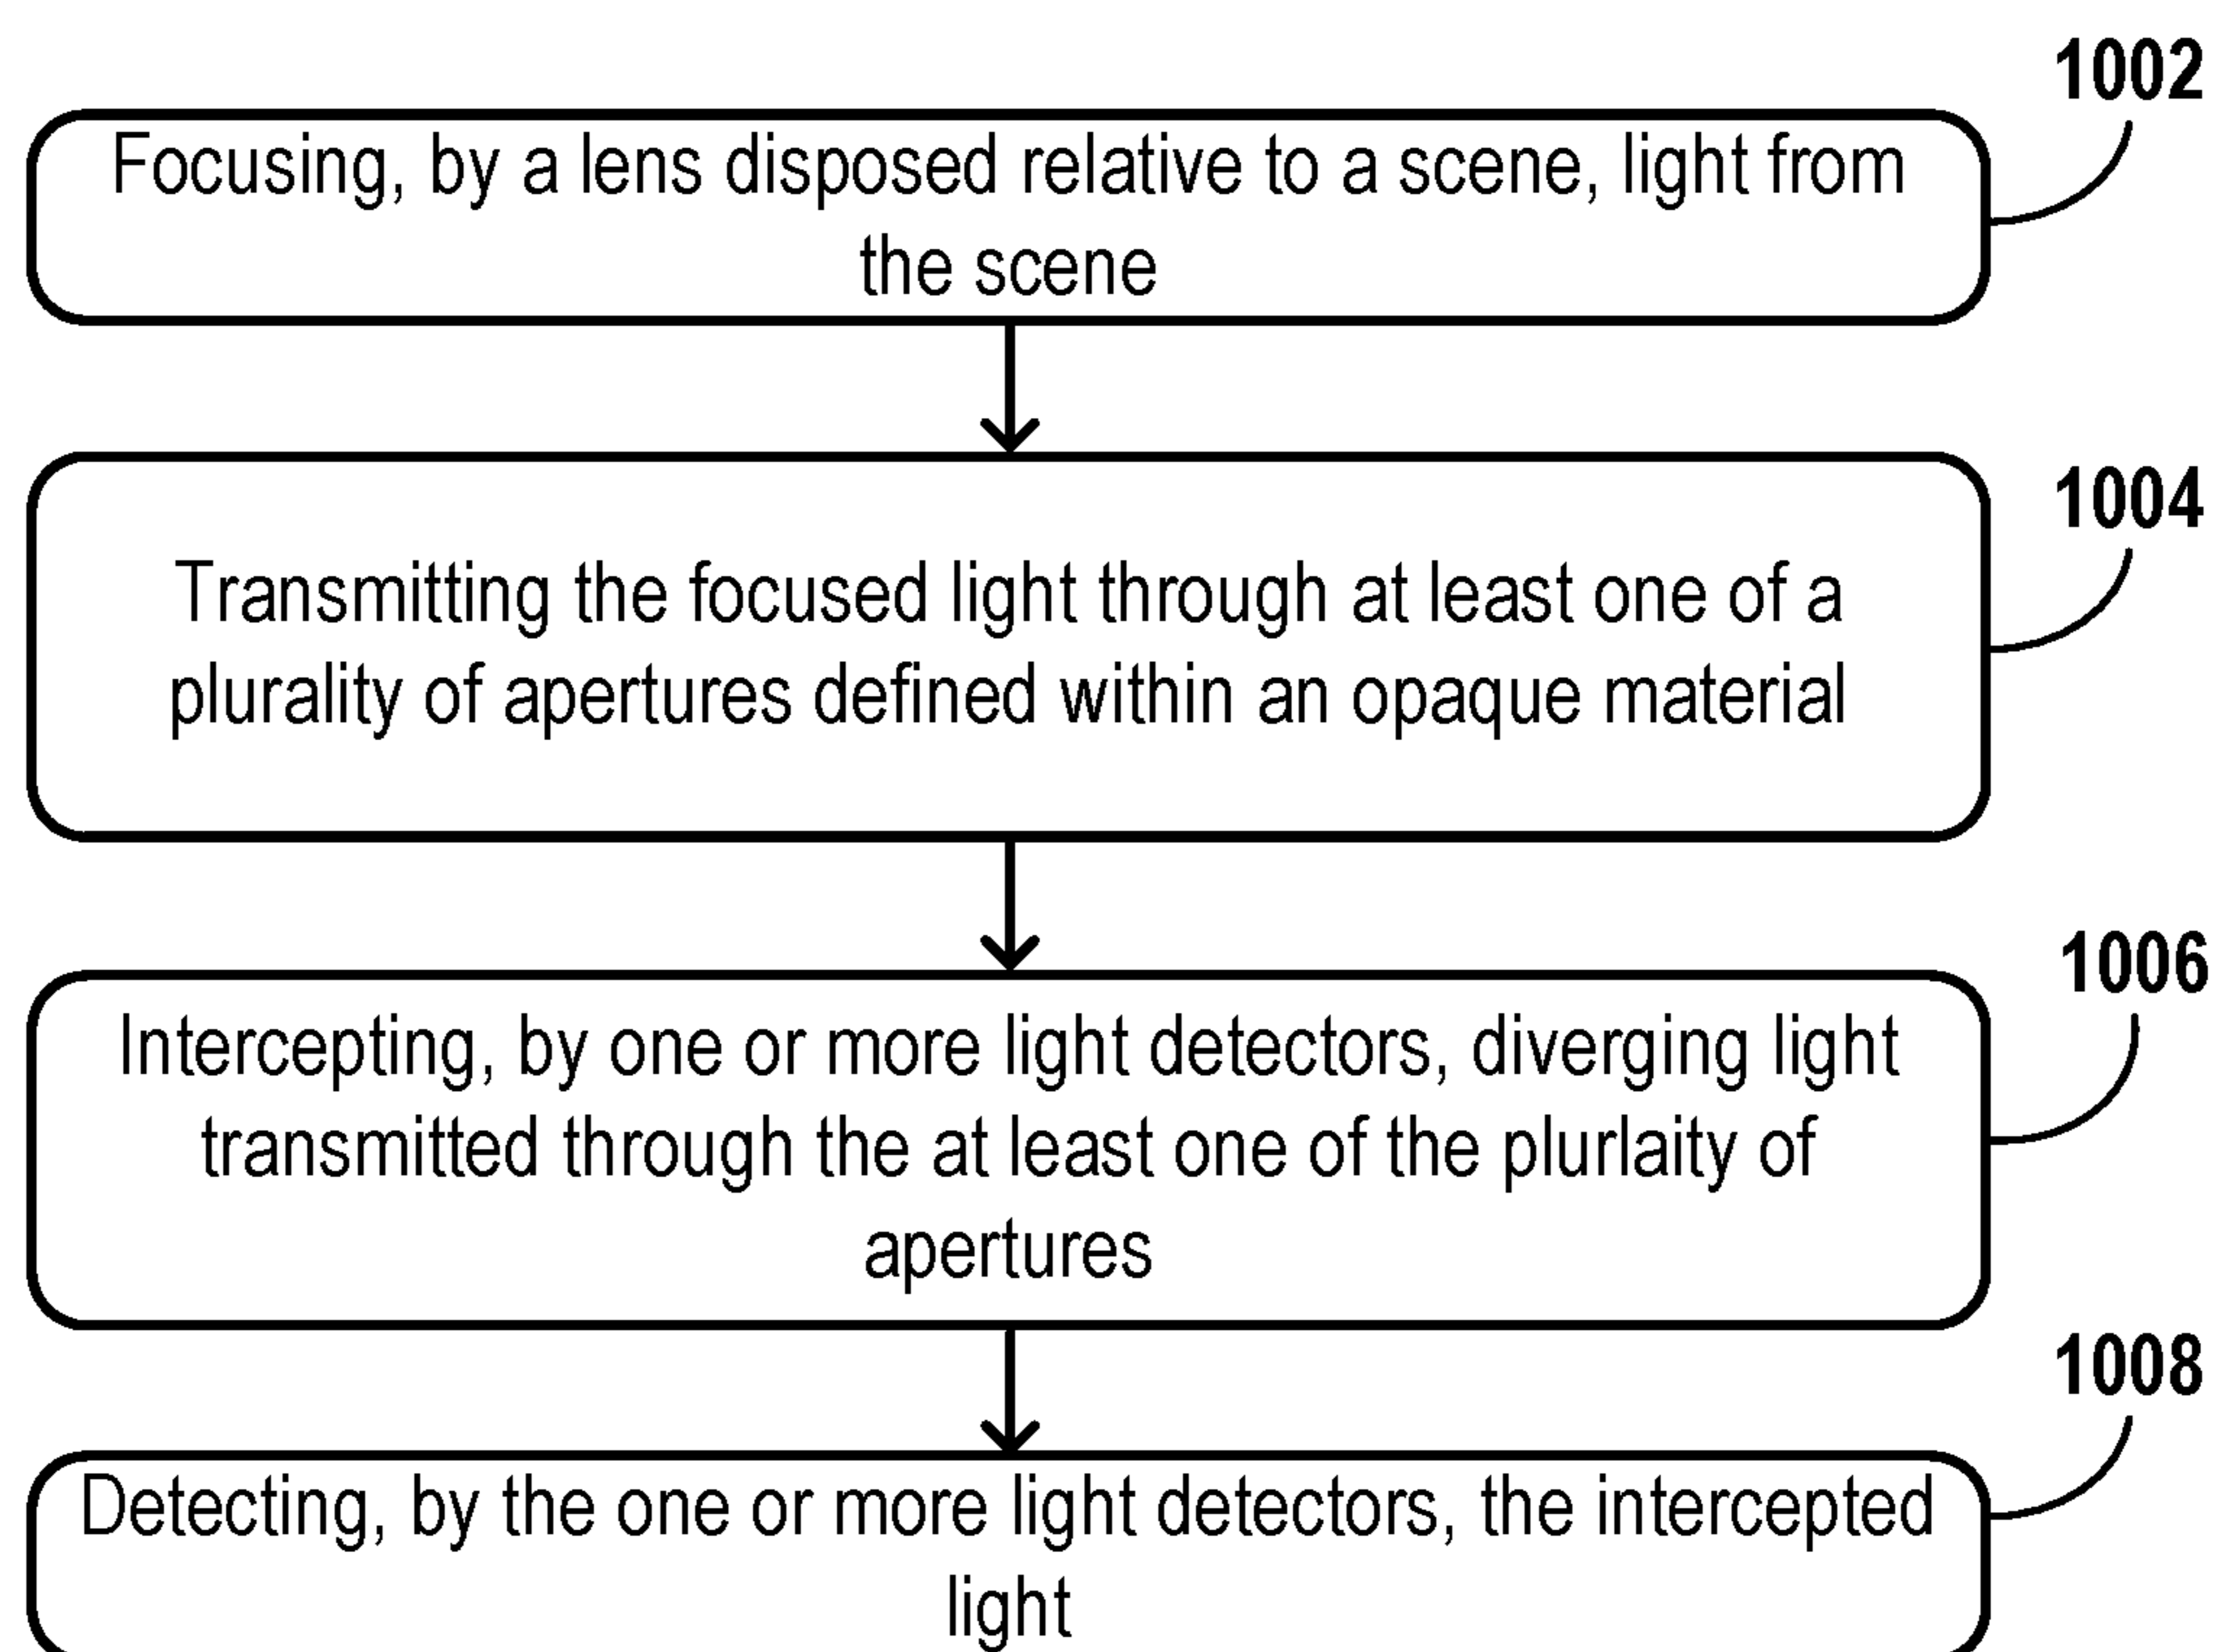 1002
Focusing, by a lens disposed relative to a scene, light from
the scene
1004
Transmitting the focused light through at least one of a
plurality of apertures defined within an opaque material
1006
Intercepting, by one or more light detectors, diverging light
transmitted through the at least one of the plurlaity of
apertures
1008
Detecting, by the one or more light detectors, the intercepted
light